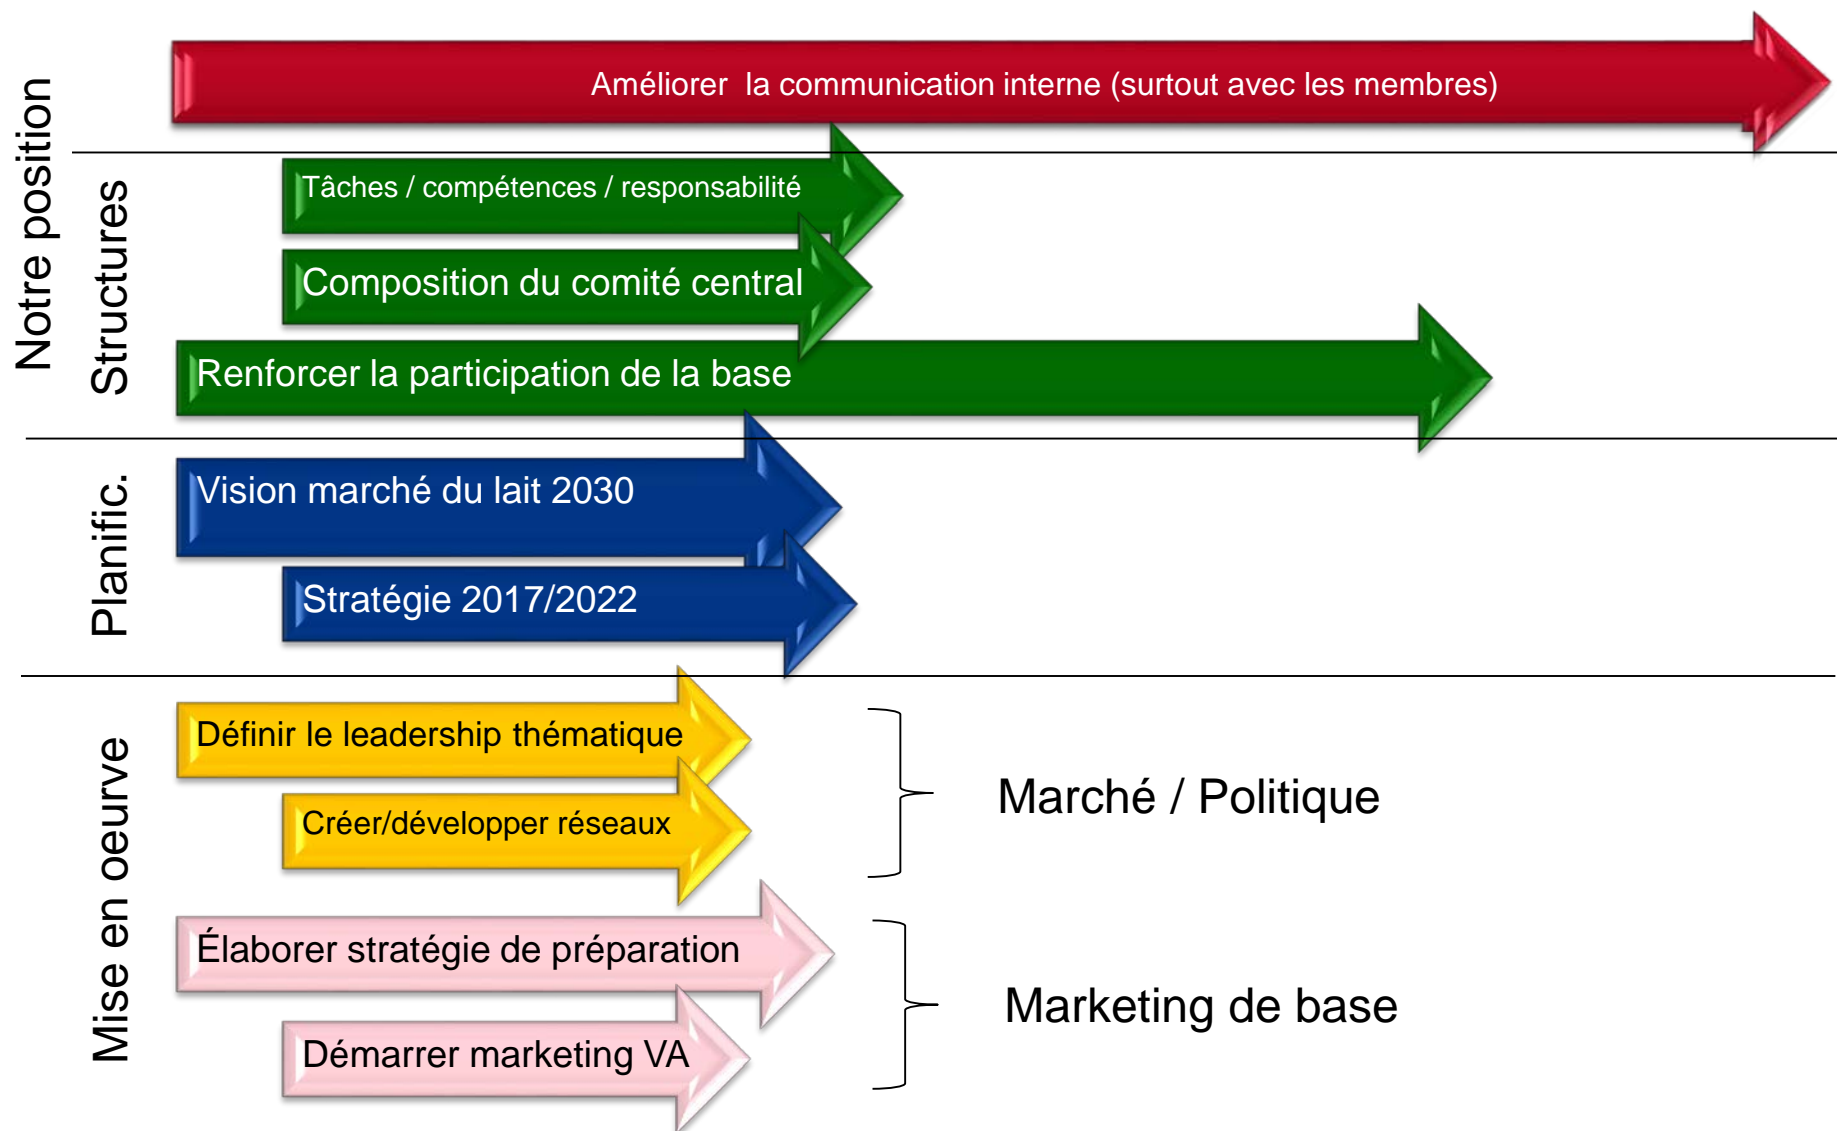 Notre position
Améliorer  la communication interne (surtout avec les membres)
Structures
Tâches / compétences / responsabilité
Composition du comité central
Renforcer la participation de la base
Planific.
Vision marché du lait 2030
Stratégie 2017/2022
Mise en oeurve
Définir le leadership thématique
Créer/développer réseaux
Marché / Politique
Élaborer stratégie de préparation
Démarrer marketing VA
Marketing de base